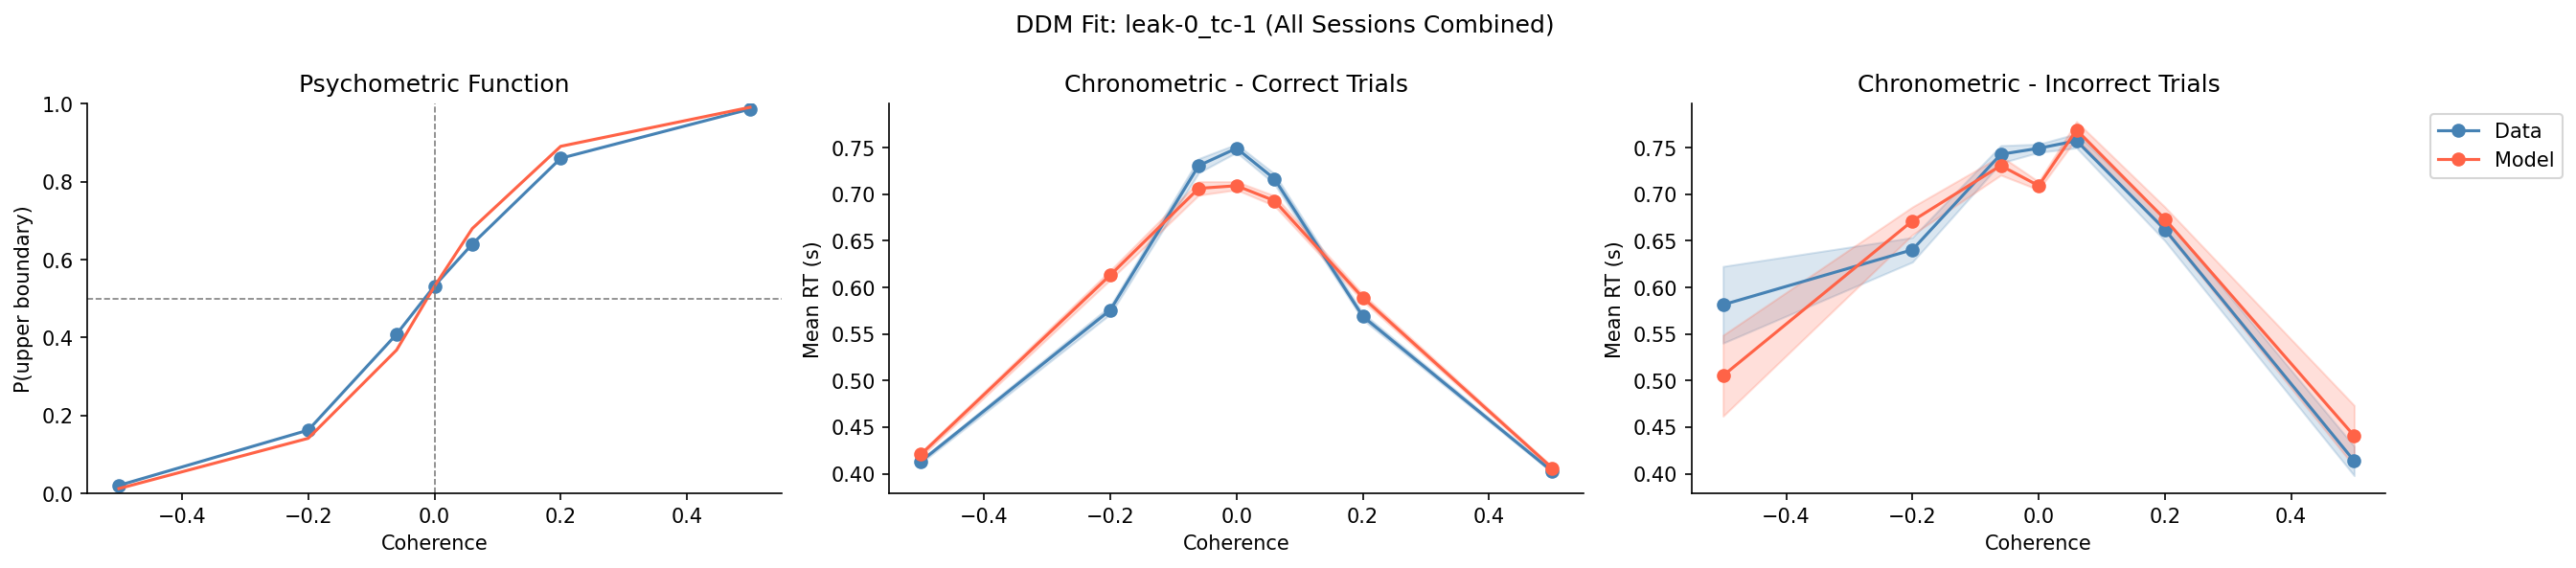 DDM Fit: leak-0_tc-1 (All Sessions Combined)
Psychometric Function
1.0
0.8
0.6
0.4
0.2
0.0
P(upper boundary)
−0.4 −0.2 0.0 0.2 0.4
Coherence
Chronometric - Correct Trials
0.75
0.70
0.65
0.60
0.55
0.50
0.45
0.40
Mean RT (s)
−0.4 −0.2 0.0 0.2 0.4
Coherence
Chronometric - Incorrect Trials
0.75
0.70
0.65
0.60
0.55
0.50
0.45
0.40
Mean RT (s)
−0.4 −0.2 0.0 0.2 0.4
Coherence
Data
Model